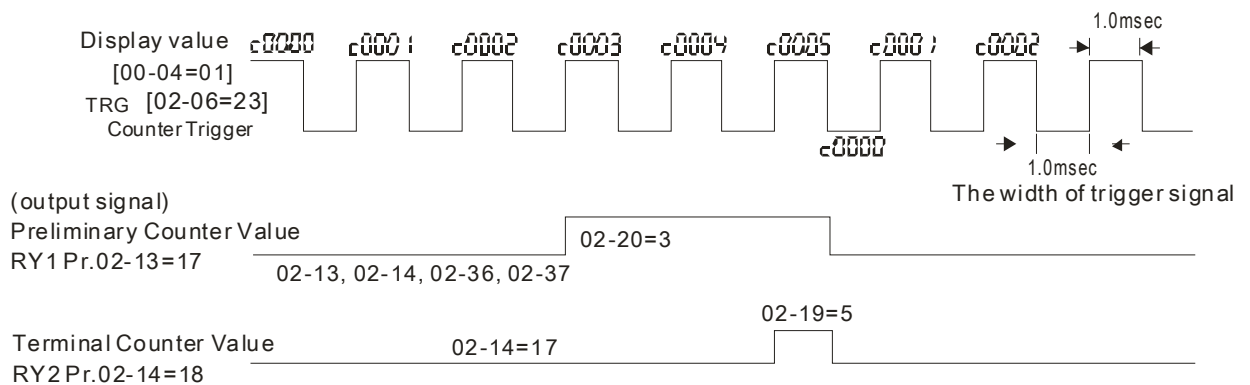 1.0msec
Display value c0000 c0001 c0002 c0003 c0004 c0005 c0001 c0002
[00-04=01]
TRG [02-06=23]
Counter Trigger
c0000
1.0msec
The width of trigger signal
(output signal)
Preliminary Counter Value
02-20=3
RY1 Pr.02-13=17
02-13, 02-14, 02-36, 02-37
02-19=5
Terminal Counter Value
02-14=17
RY2 Pr.02-14=18